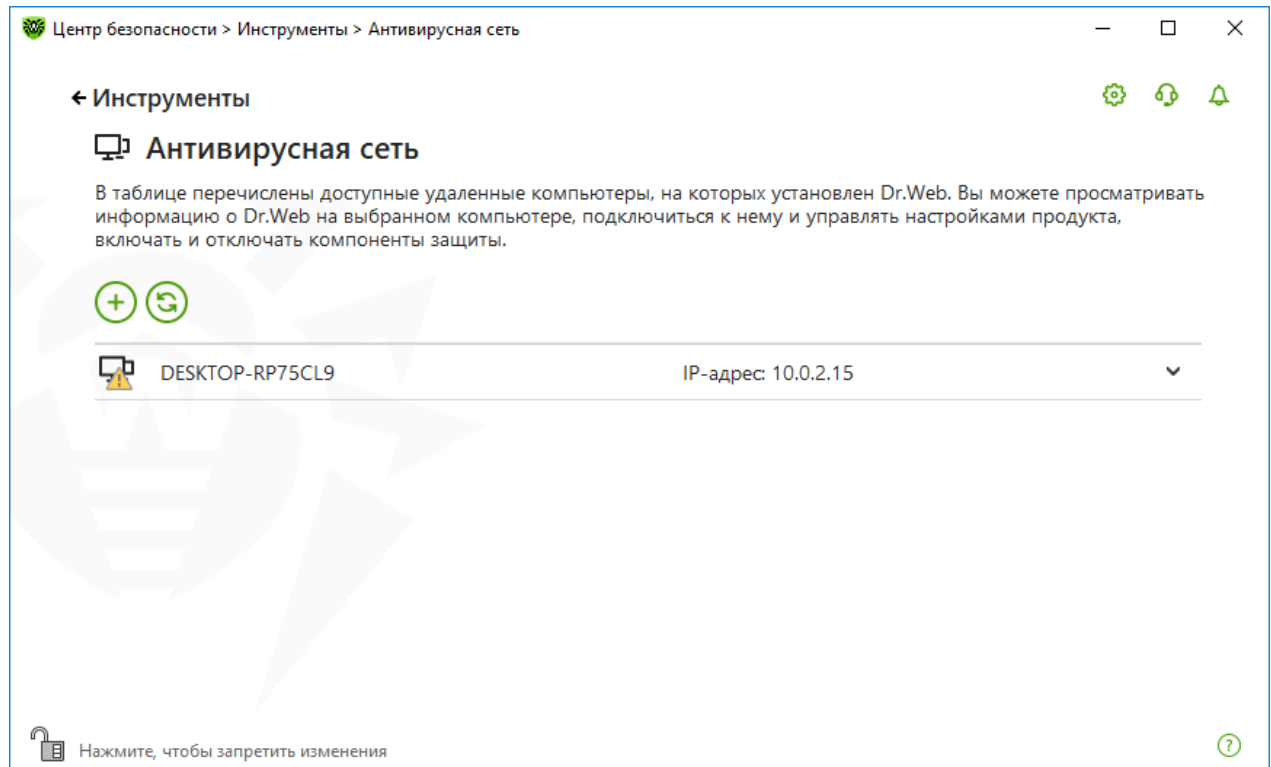 Центр безопасности > Инструменты > Антивирусная сеть
Инструменты
Антивирусная сеть
В таблице перечислены доступные удаленные компьютеры, на которых установлен Dr.Web. Вы можете просматривать
информацию о Dr.Web на выбранном компьютере, подключиться к нему и управлять настройками продукта,
включать и отключать компоненты защиты.
DESKTOP-RP75CL9 IP-адрес: 10.0.2.15
Нажмите, чтобы запретить изменения